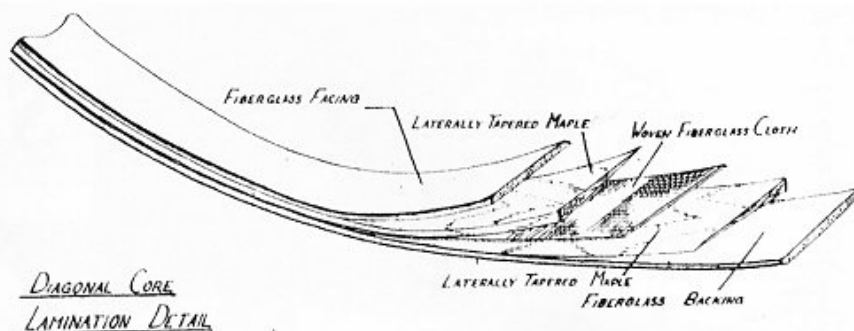 FIBERGLASS FACING
LATERALLY TAPERED MAPLE
WOVEN FIBERGLASS CLOTH
LATERALLY TAPERED MAPLE
FIBERGLASS BACKING
DIAGONAL CORE
LAMINATION DETAIL